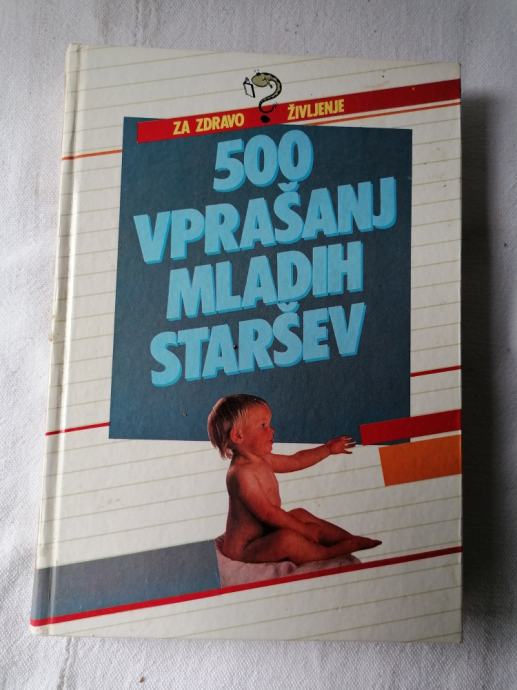 ZA ZDRAVO ŽIVLJENJE
500
VPRAŠANJ
MLADIH
STARŠEV